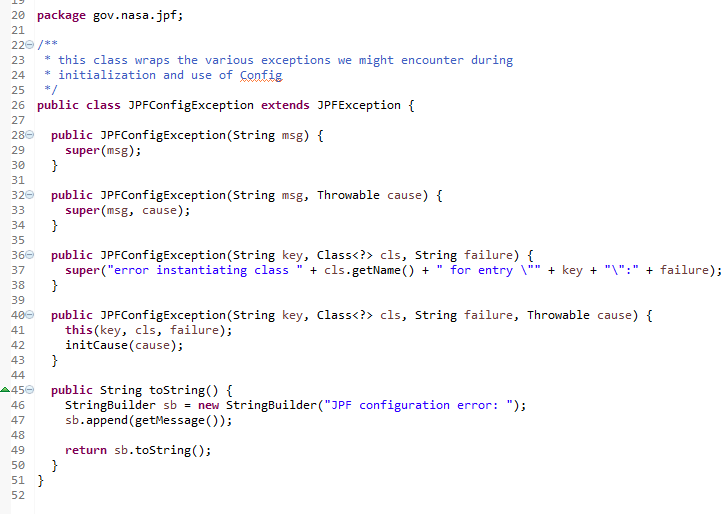 20 package gov.nasa.jpf;
21
22 /**
23  * this class wraps the various exceptions we might encounter during
24  * initialization and use of Config
25  */
26 public class JPFConfigException extends JPFException {
27
28   public JPFConfigException(String msg) {
29     super(msg);
30   }
31
32   public JPFConfigException(String msg, Throwable cause) {
33     super(msg, cause);
34   }
35
36   public JPFConfigException(String key, Class<?> cls, String failure) {
37     super("error instantiating class " + cls.getName() + " for entry \"" + key + "\":" + failure);
38   }
39
40   public JPFConfigException(String key, Class<?> cls, String failure, Throwable cause) {
41     this(key, cls, failure);
42     initCause(cause);
43   }
44
45   public String toString() {
46     StringBuilder sb = new StringBuilder("JPF configuration error: ");
47     sb.append(getMessage());
48
49     return sb.toString();
50   }
51 }
52